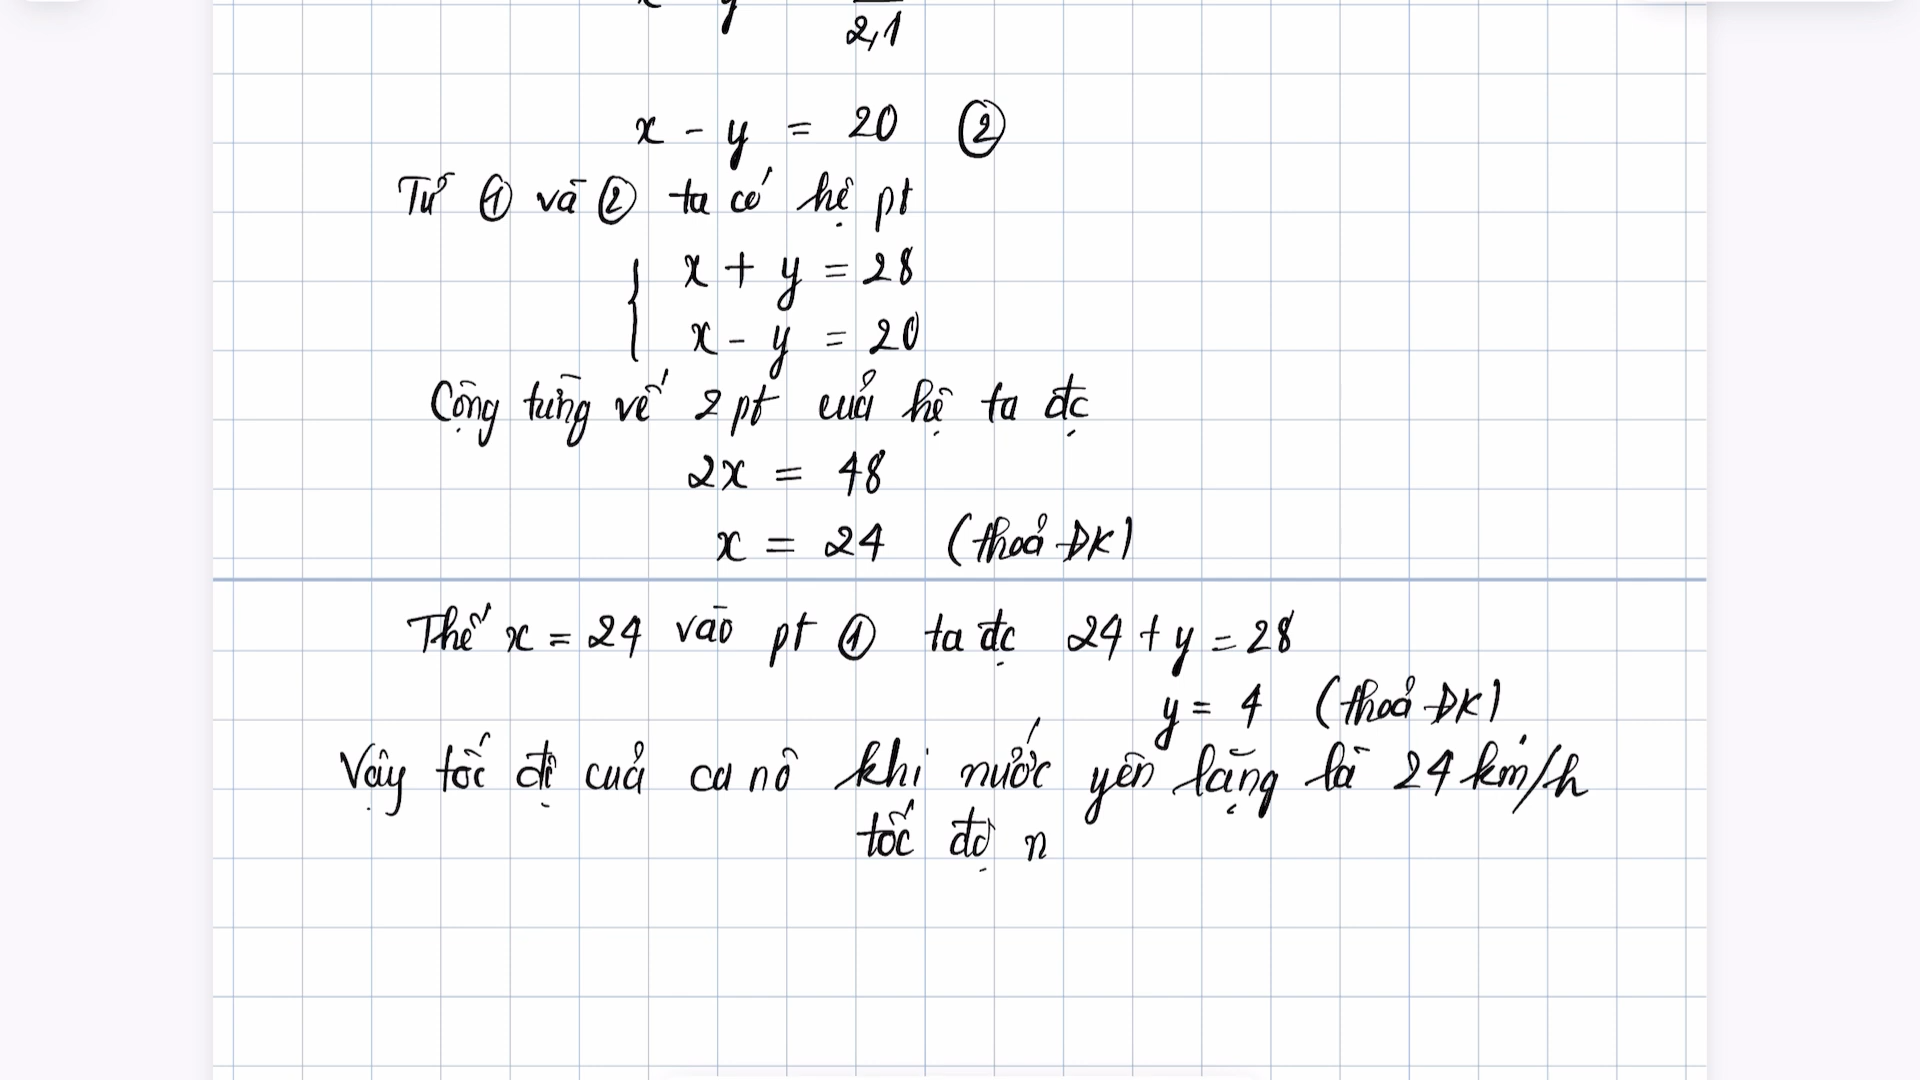 2,1
x - y = 20 ②
Từ ① và ② ta có hệ pt
{ x + y = 28
x - y = 20
Cộng từng vế 2 pt của hệ ta đc
2x = 48
x = 24 (thoả ĐK)
Thế x = 24 vào pt ① ta đc 24 + y = 28
y = 4 (thoả ĐK)
Vậy tốc độ của ca nô khi nước yên lặng là 24 km/h
tốc độ n